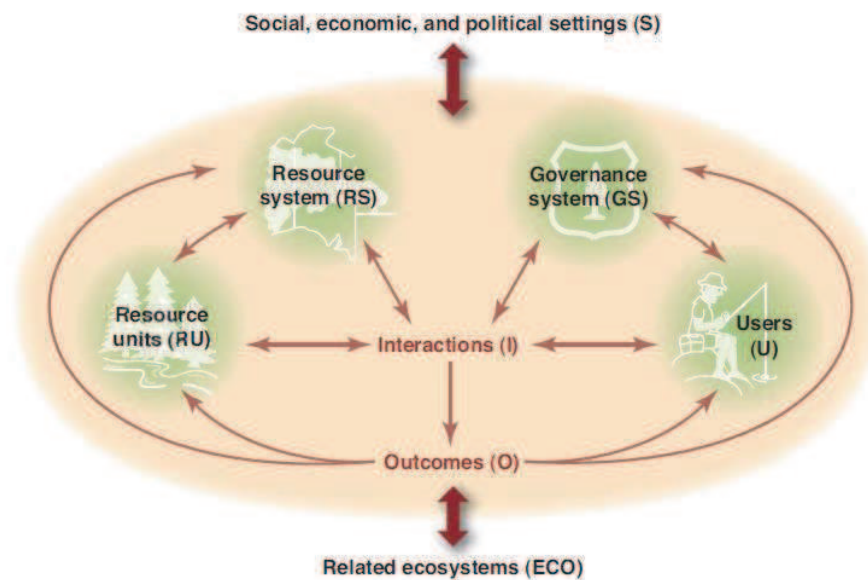 Social, economic, and political settings (S)
Resource
system (RS)
Governance
system (GS)
Resource
units (RU)
Interactions (I)
Users
(U)
Outcomes (O)
Related ecosystems (ECO)